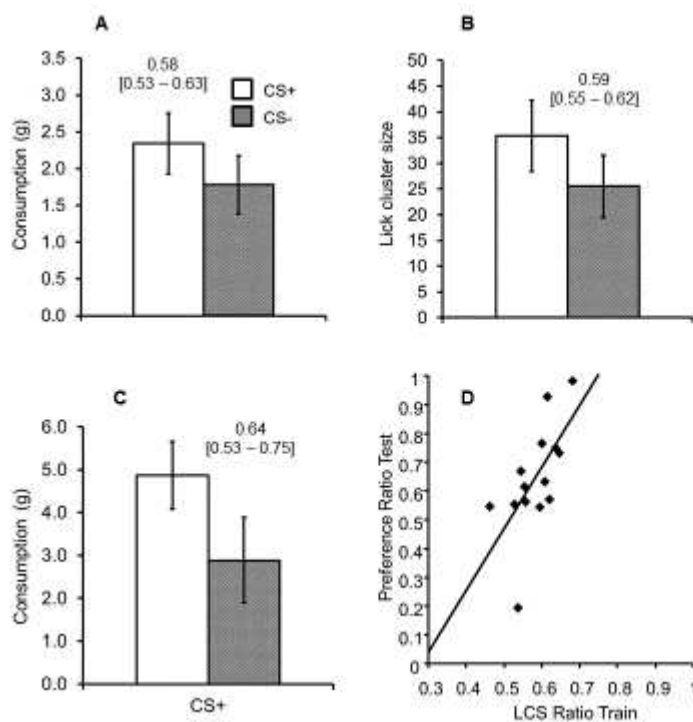 A
3.5
3.0
2.5
2.0
1.5
1.0
0.5
0.0
Consumption (g)
0.58
[0.53 – 0.63]
CS+
CS-
B
50
45
40
35
30
25
20
15
10
5
0
Lick cluster size
0.59
[0.55 – 0.62]
C
6.0
5.0
4.0
3.0
2.0
1.0
0.0
Consumption (g)
0.64
[0.53 – 0.75]
CS+
D
1
0.9
0.8
0.7
0.6
0.5
0.4
0.3
0.2
0.1
0
Preference Ratio Test
0.3 0.4 0.5 0.6 0.7 0.8 0.9 1
LCS Ratio Train